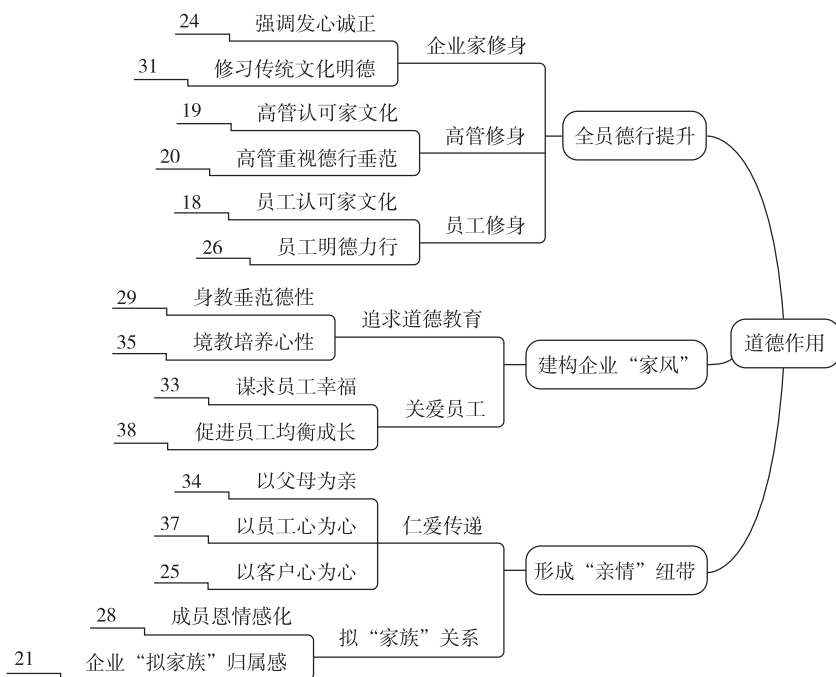 24 强调发心诚正
企业家修身
31 修习传统文化明德
19 高管认可家文化
高管修身
全员德行提升
20 高管重视德行垂范
18 员工认可家文化
员工修身
26 员工明德力行
29 身教垂范德性
追求道德教育
35 境教培养心性
建构企业“家风”
道德作用
33 谋求员工幸福
关爱员工
38 促进员工均衡成长
34 以父母为亲
37 以员工心为心
仁爱传递
25 以客户心为心
形成“亲情”纽带
28 成员恩情感化
拟“家族”关系
21 企业“拟家族”归属感